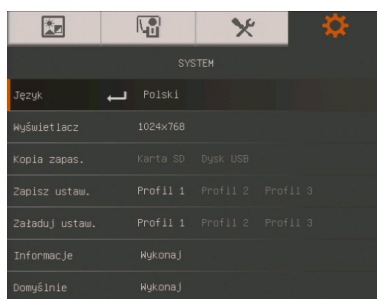 SYSTEM
Język Polski
Wyświetlacz 1024x768
Kopia zapas. Karta SD Dysk USB
Zapisz ustaw. Profil 1 Profil 2 Profil 3
Załaduj ustaw. Profil 1 Profil 2 Profil 3
Informacje Wykonaj
Domyślnie Wykonaj